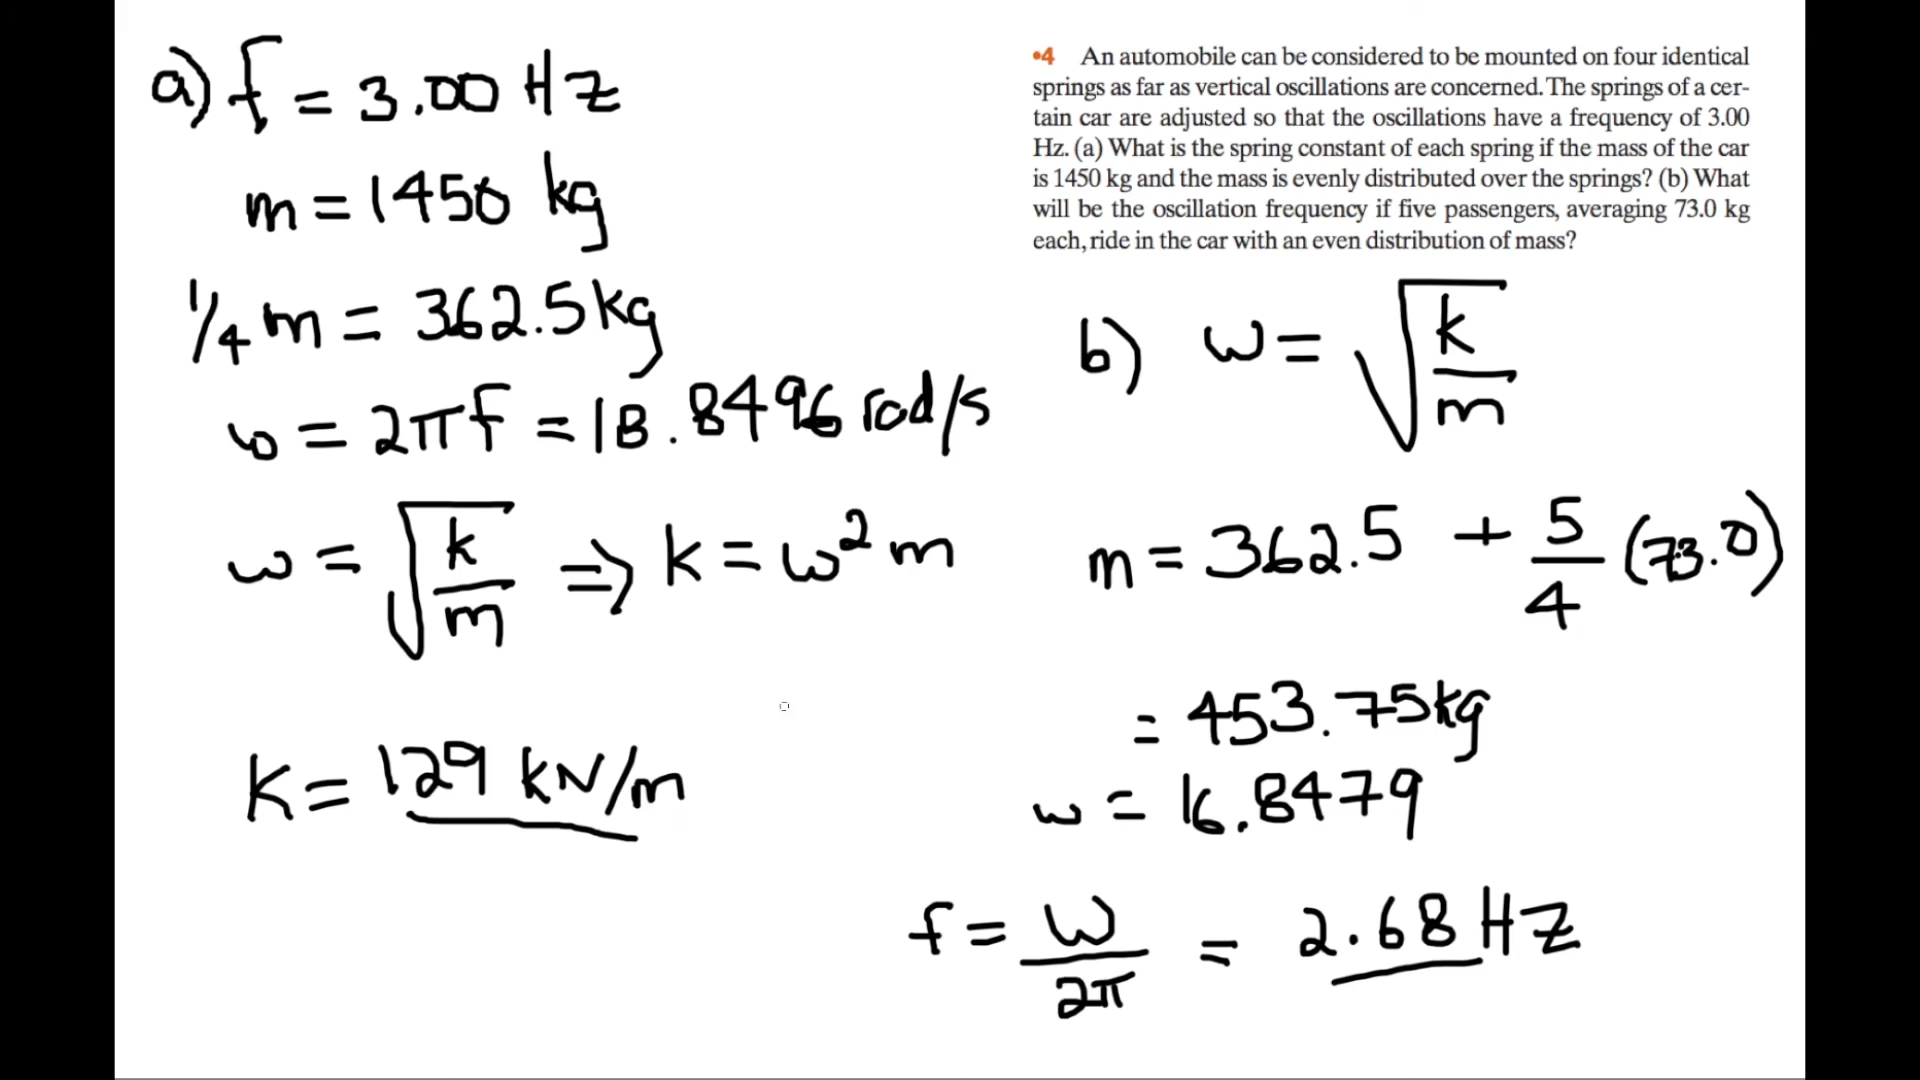 a) f = 3.00 Hz
m = 1450 kg
1/4 m = 362.5 kg
ω = 2πf = 18.8496 rad/s
ω = √(k/m) ⇒ k = ω² m
K = 129 kN/m
•4 An automobile can be considered to be mounted on four identical
springs as far as vertical oscillations are concerned. The springs of a cer-
tain car are adjusted so that the oscillations have a frequency of 3.00
Hz. (a) What is the spring constant of each spring if the mass of the car
is 1450 kg and the mass is evenly distributed over the springs? (b) What
will be the oscillation frequency if five passengers, averaging 73.0 kg
each, ride in the car with an even distribution of mass?
b) ω = √(k/m)
m = 362.5 + 5/4 (73.0)
= 453.75 kg
ω = 16.8479
f = ω/2π = 2.68 Hz